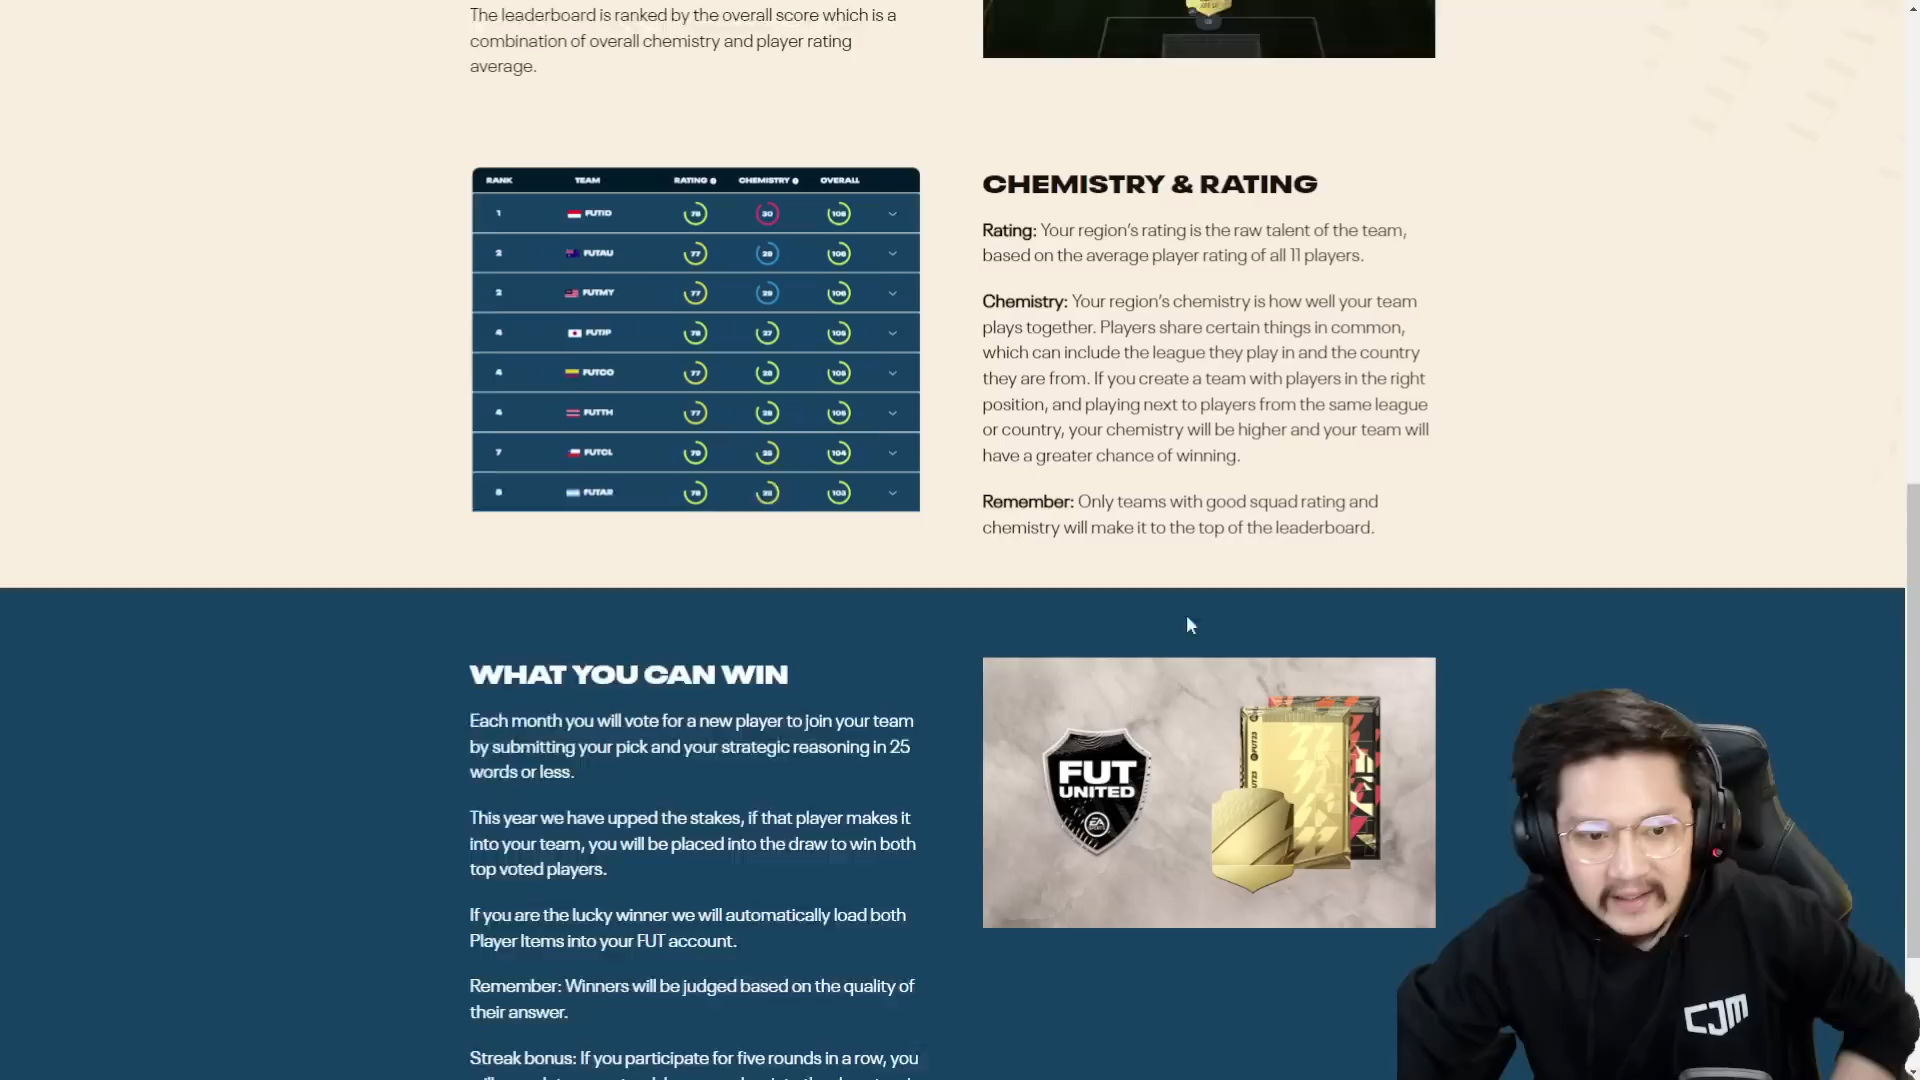 The leaderboard is ranked by the overall score which is a
combination of overall chemistry and player rating
average.
RANK TEAM RATING CHEMISTRY OVERALL
1 FUTID 78 30 108
2 FUTAU 77 29 106
2 FUTMY 77 29 106
4 FUTJP 78 27 105
4 FUTCO 77 28 105
4 FUTTH 77 28 105
7 FUTCL 79 25 104
8 FUTAR 78 25 103
CHEMISTRY & RATING
Rating: Your region's rating is the raw talent of the team,
based on the average player rating of all 11 players.
Chemistry: Your region's chemistry is how well your team
plays together. Players share certain things in common,
which can include the league they play in and the country
they are from. If you create a team with players in the right
position, and playing next to players from the same league
or country, your chemistry will be higher and your team will
have a greater chance of winning.
Remember: Only teams with good squad rating and
chemistry will make it to the top of the leaderboard.
WHAT YOU CAN WIN
Each month you will vote for a new player to join your team
by submitting your pick and your strategic reasoning in 25
words or less.
This year we have upped the stakes, if that player makes it
into your team, you will be placed into the draw to win both
top voted players.
If you are the lucky winner we will automatically load both
Player Items into your FUT account.
Remember: Winners will be judged based on the quality of
their answer.
Streak bonus: If you participate for five rounds in a row, you
FUT
UNITED
EA
FUT23
CJM